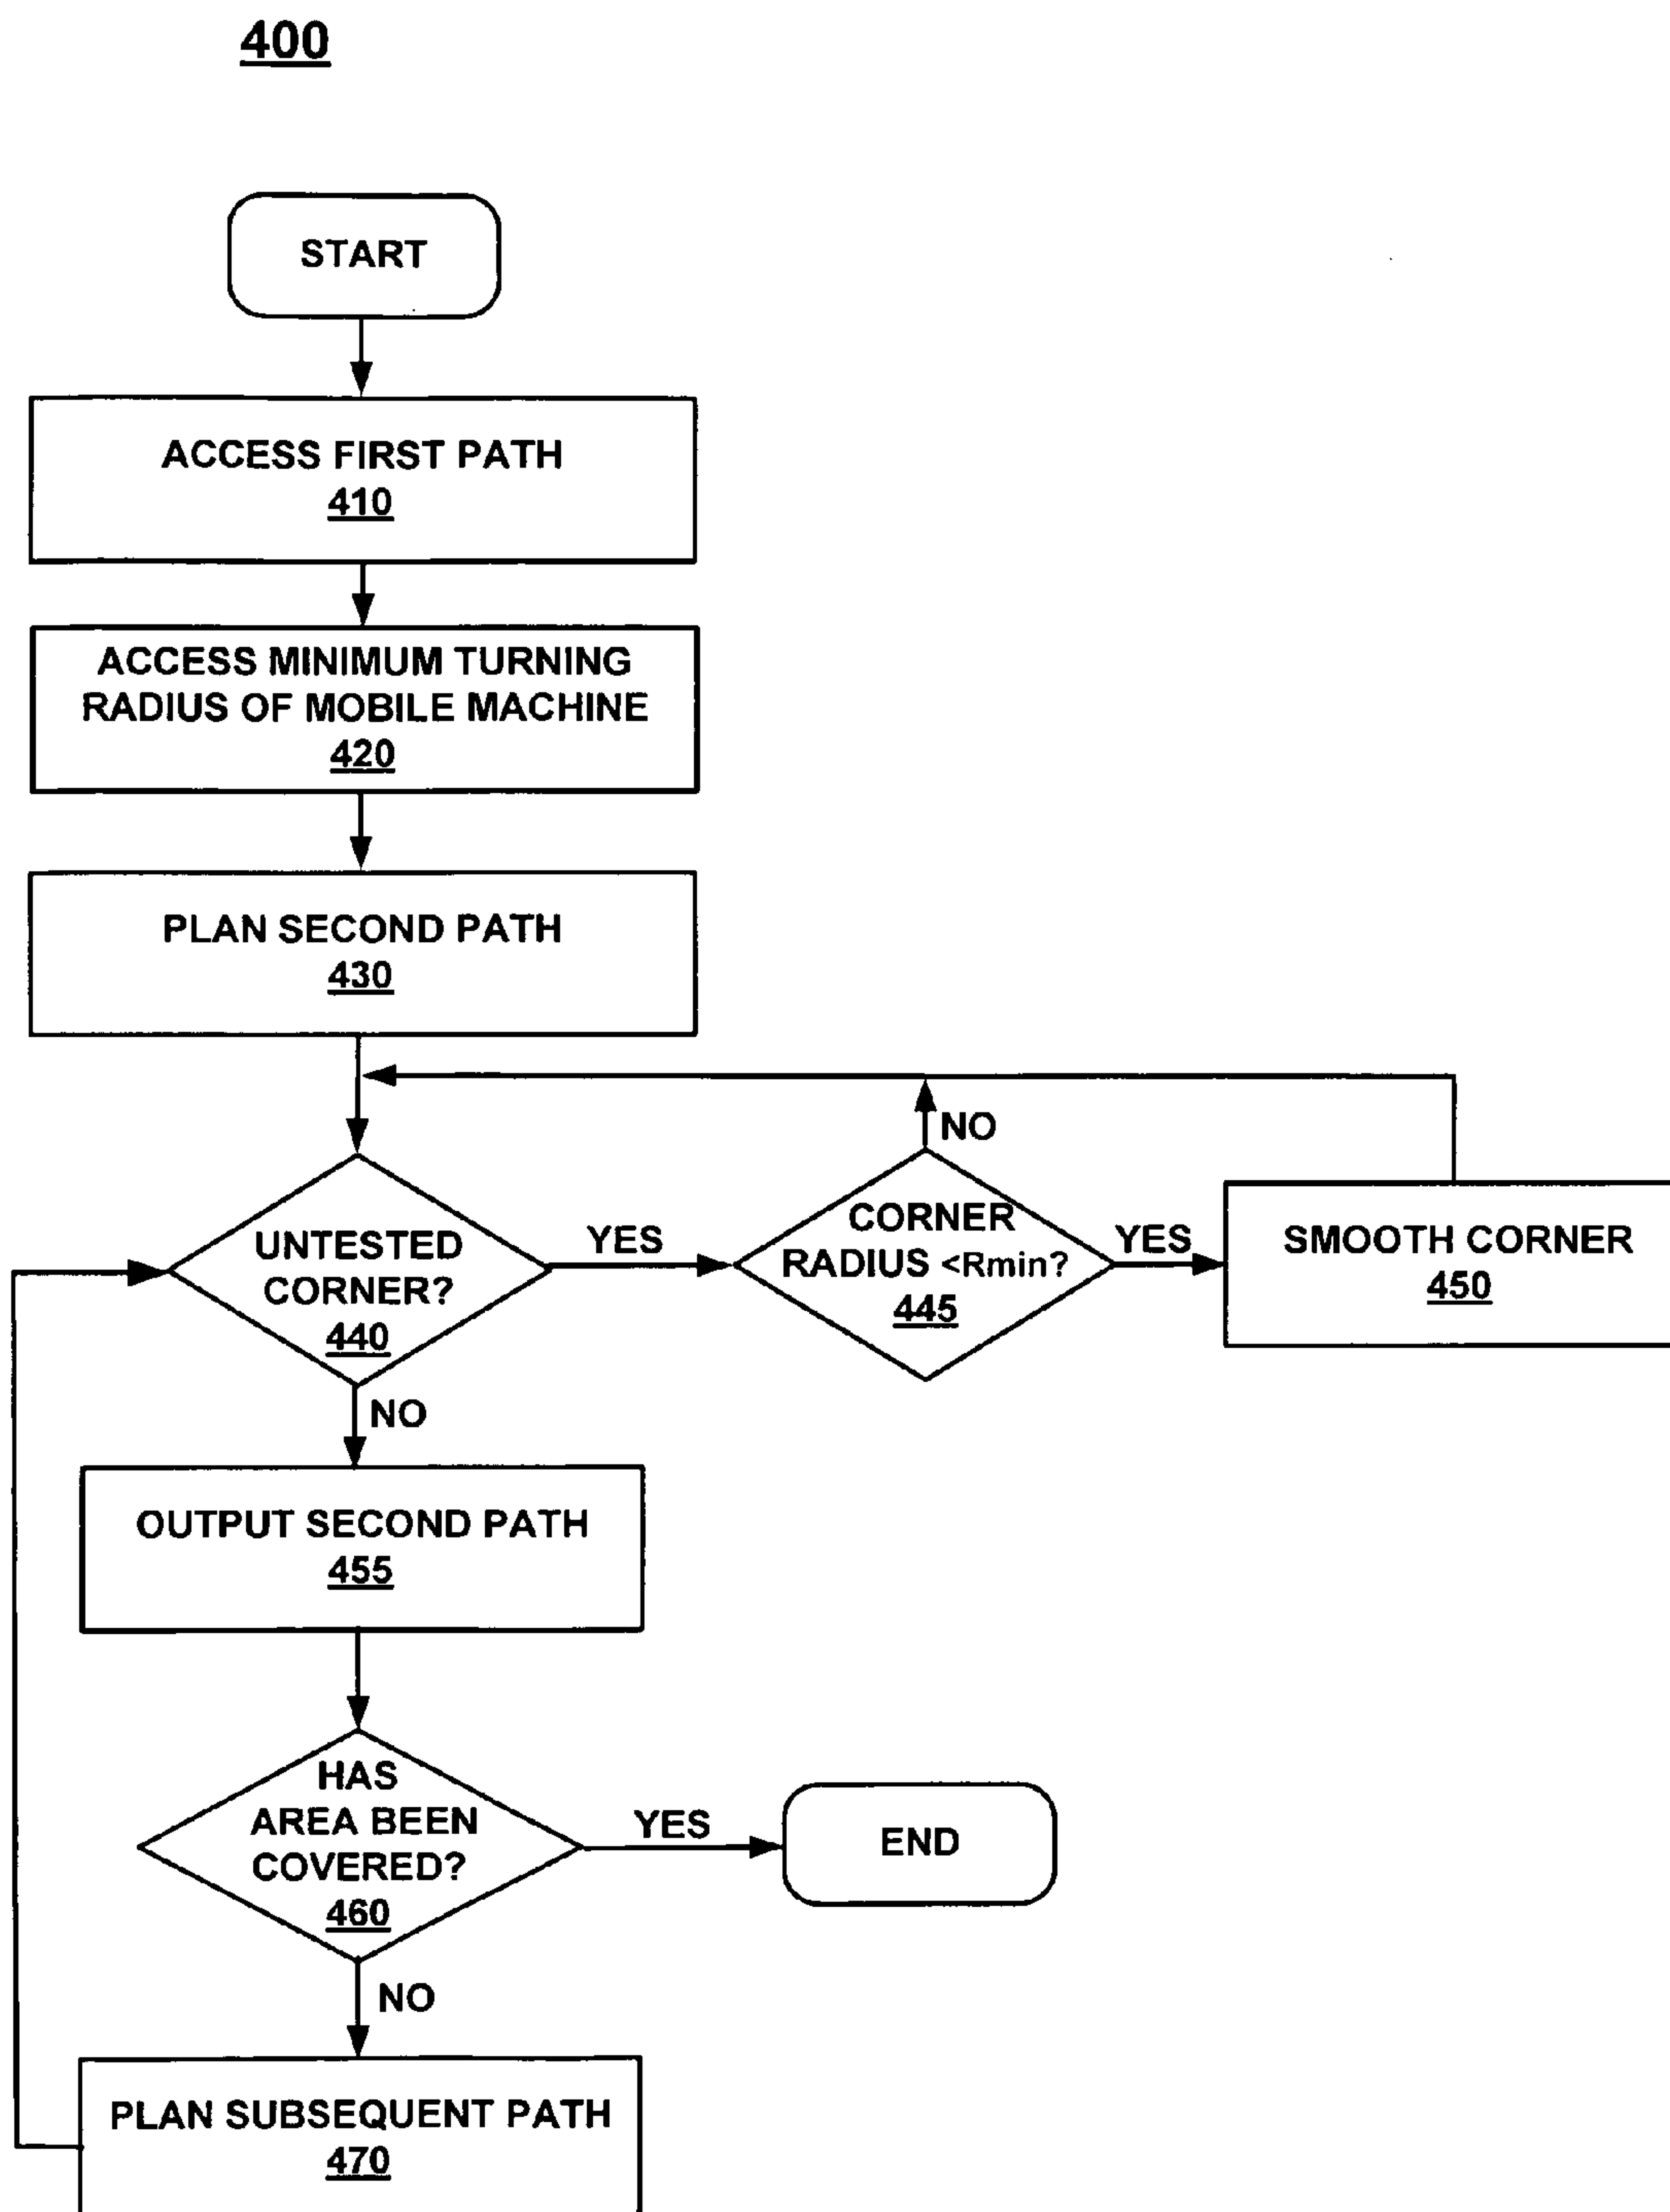 400
START
ACCESS FIRST PATH
410
ACCESS MINIMUM TURNING
RADIUS OF MOBILE MACHINE
420
PLAN SECOND PATH
430
NO
UNTESTED
CORNER?
440
YES
CORNER
RADIUS <Rmin?
445
YES
SMOOTH CORNER
450
NO
OUTPUT SECOND PATH
455
HAS
AREA BEEN
COVERED?
460
YES
END
NO
PLAN SUBSEQUENT PATH
470